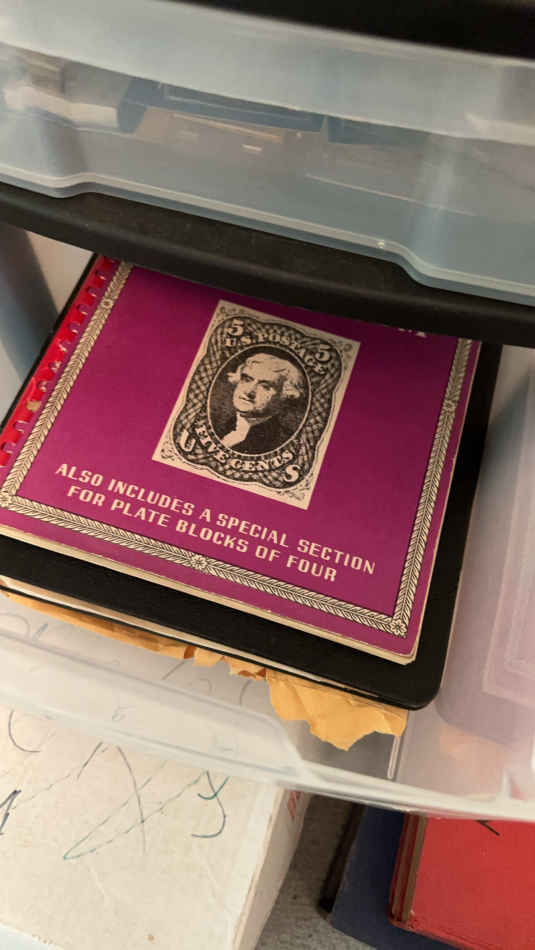 5 5
U.S. POSTAGE
FIVE CENTS
U S
ALSO INCLUDES A SPECIAL SECTION
FOR PLATE BLOCKS OF FOUR